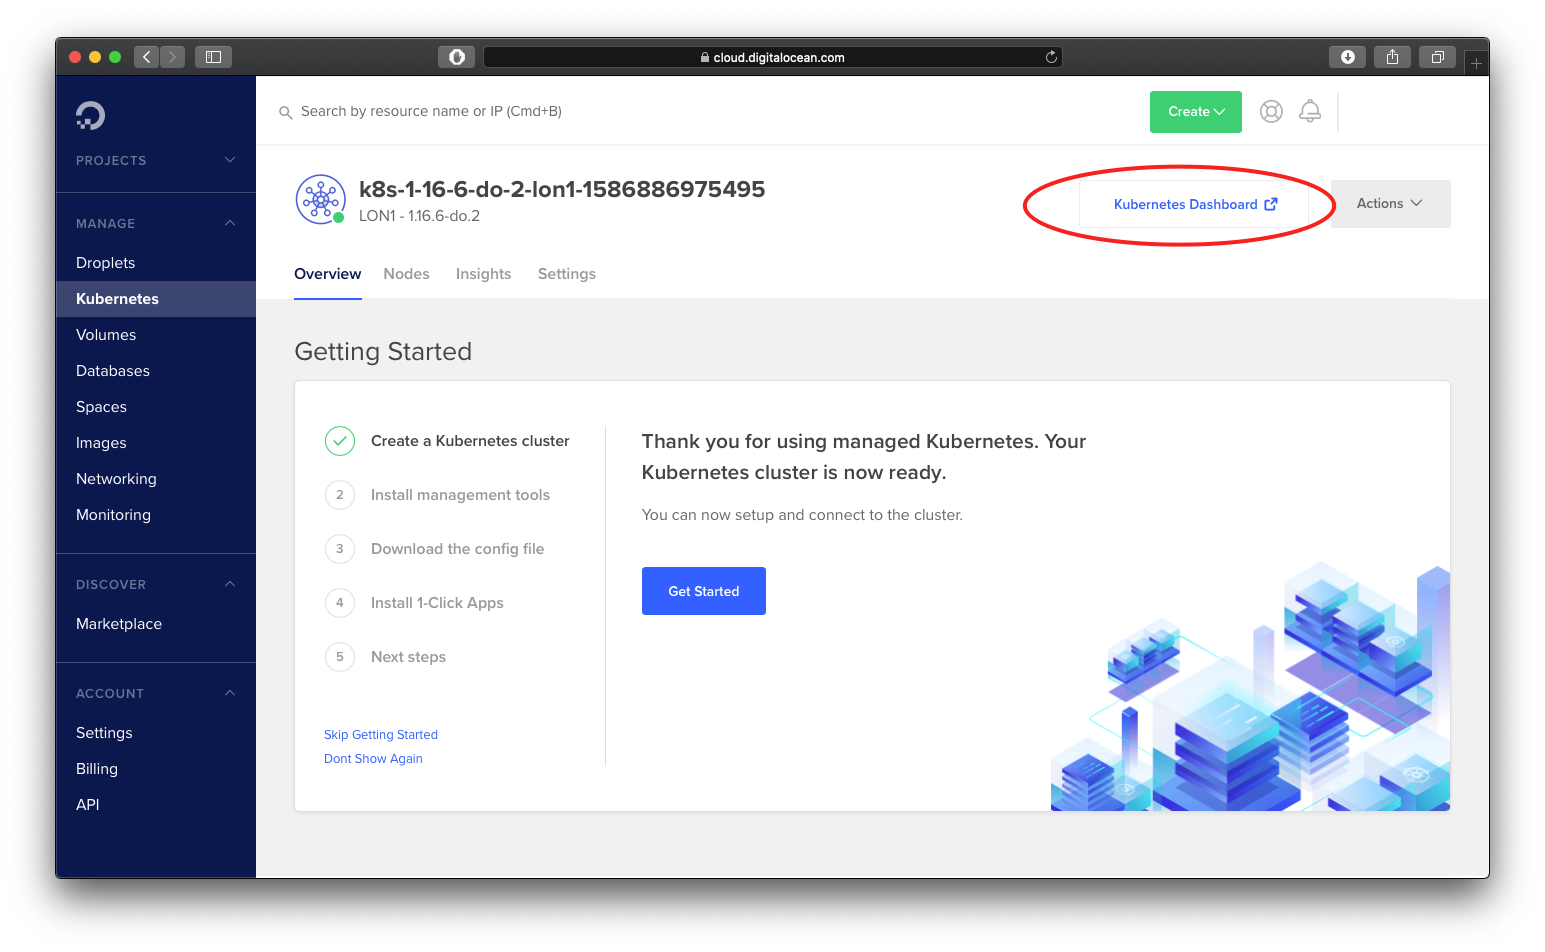 cloud.digitalocean.com
Search by resource name or IP (Cmd+B)
Create
PROJECTS
MANAGE
Droplets
Kubernetes
Volumes
Databases
Spaces
Images
Networking
Monitoring
DISCOVER
Marketplace
ACCOUNT
Settings
Billing
API
k8s-1-16-6-do-2-lon1-1586886975495
LON1 - 1.16.6-do.2
Kubernetes Dashboard
Actions
Overview
Nodes
Insights
Settings
Getting Started
Create a Kubernetes cluster
2 Install management tools
3 Download the config file
4 Install 1-Click Apps
5 Next steps
Skip Getting Started
Dont Show Again
Thank you for using managed Kubernetes. Your
Kubernetes cluster is now ready.
You can now setup and connect to the cluster.
Get Started